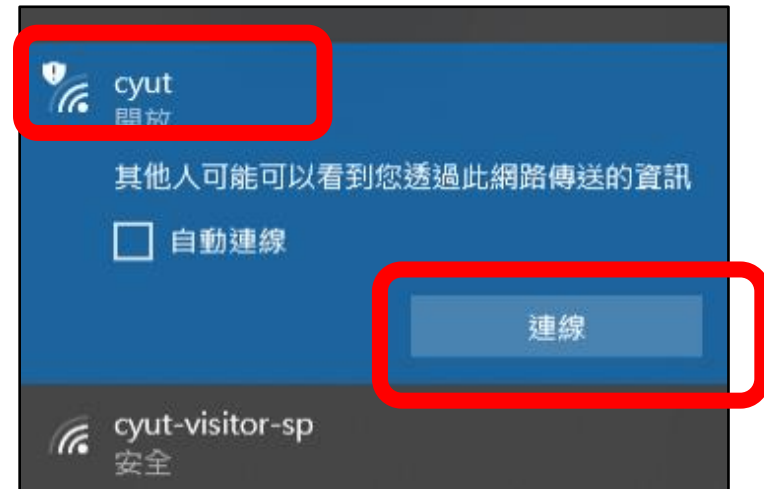 cyut
開放
其他人可能可以看到您透過此網路傳送的資訊
自動連線
連線
cyut-visitor-sp
安全